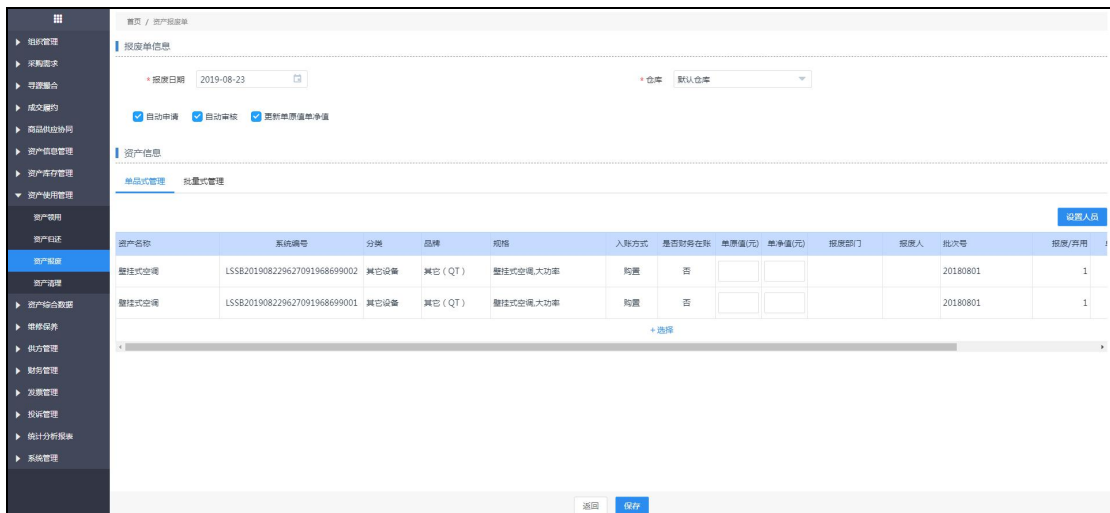 首页 / 资产报废单
组织管理
采购需求
寻源撮合
成交履约
商品供应协同
资产信息管理
资产库存管理
资产使用管理
资产领用
资产归还
资产报废
资产清理
资产综合数据
维修保养
供方管理
财务管理
发票管理
投诉管理
统计分析报表
系统管理
报废单信息
* 报废日期 2019-08-23 * 仓库 默认仓库
自动申请 自动审核 更新单原值单净值
资产信息
单品式管理 批量式管理
设置人员
资产名称 系统编号 分类 品牌 规格 入账方式 是否财务在账 单原值(元) 单净值(元) 报废部门 报废人 批次号 报废/弃用
壁挂式空调 LSSB201908229627091968699002 其它设备 其它（QT） 壁挂式空调,大功率 购置 否 20180801 1
壁挂式空调 LSSB201908229627091968699001 其它设备 其它（QT） 壁挂式空调,大功率 购置 否 20180801 1
+ 选择
返回 保存